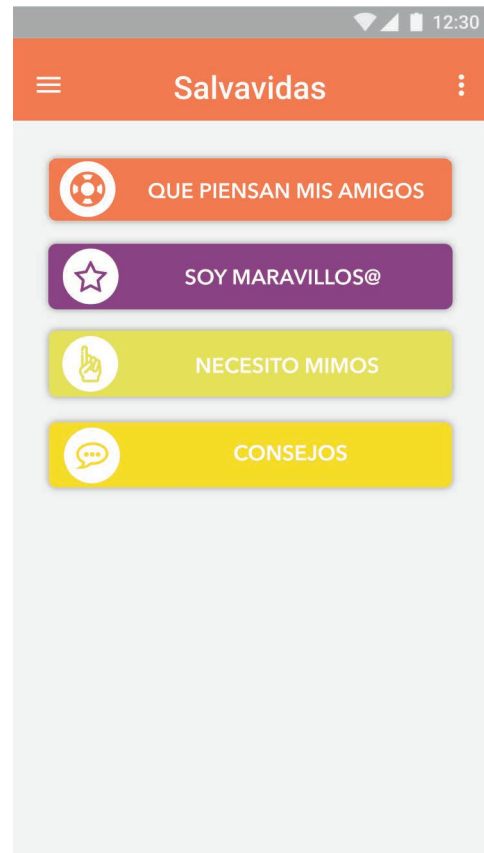 12:30
Salvavidas
QUE PIENSAN MIS AMIGOS
SOY MARAVILLOS@
NECESITO MIMOS
CONSEJOS